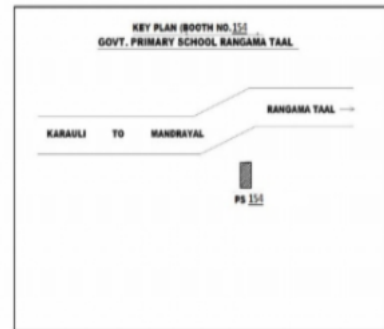 KEY PLAN (BOOTH NO. 154
GOVT. PRIMARY SCHOOL RANGAMA TAAL
RANGAMA TAAL →
KARAULI TO MANDRAYAL
PS 154